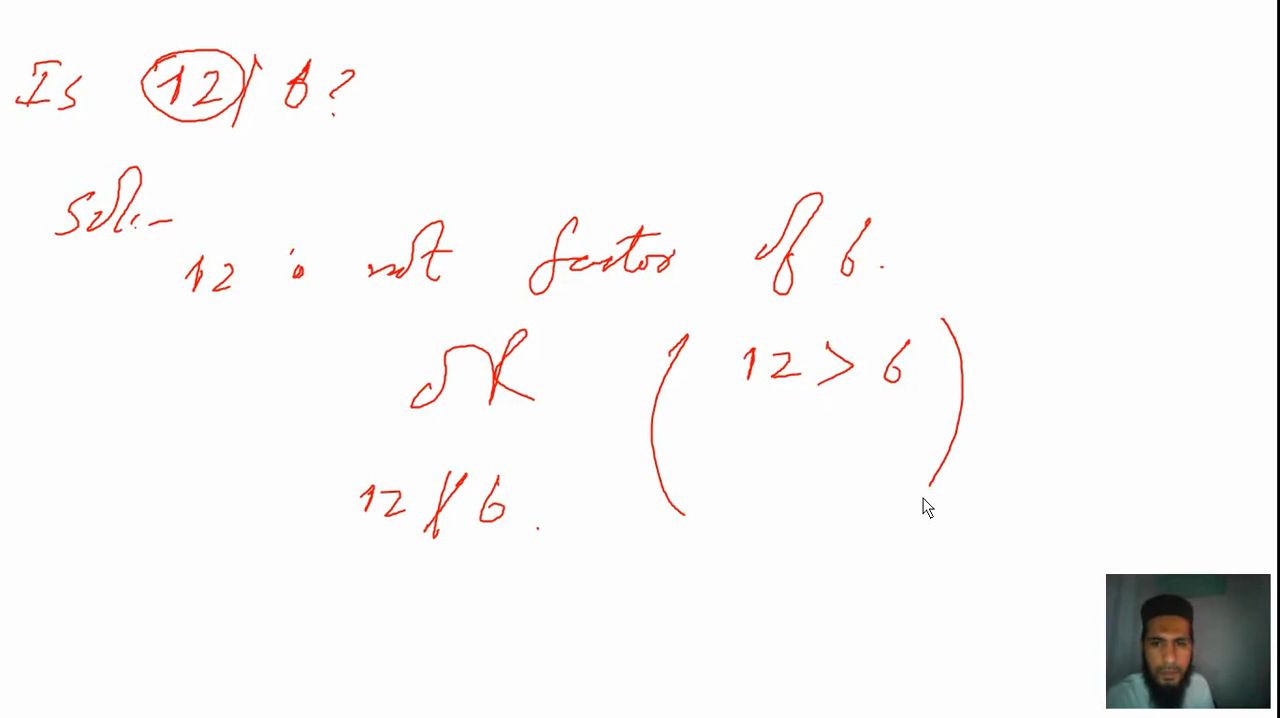 Is 12 | 6?
Sol:-
12 is not factor of 6.
OR ( 12 > 6 )
12 ∤ 6.